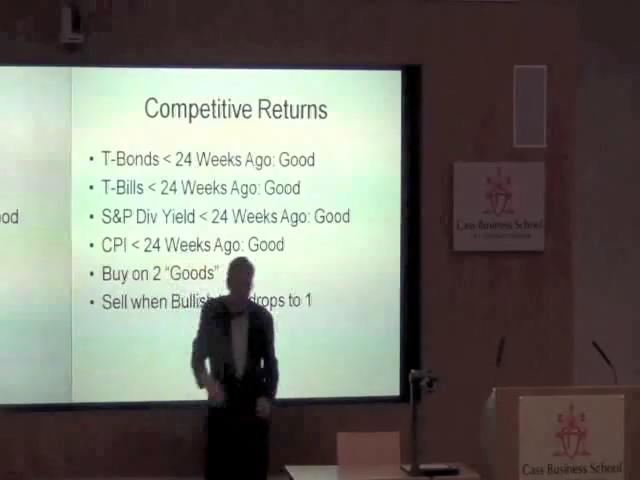 Competitive Returns
• T-Bonds < 24 Weeks Ago: Good
• T-Bills < 24 Weeks Ago: Good
ood
• S&P Div Yield < 24 Weeks Ago: Good
• CPI < 24 Weeks Ago: Good
• Buy on 2 “Goods”
• Sell when Bullish drops to 1
Cass Business School
Cass Business School